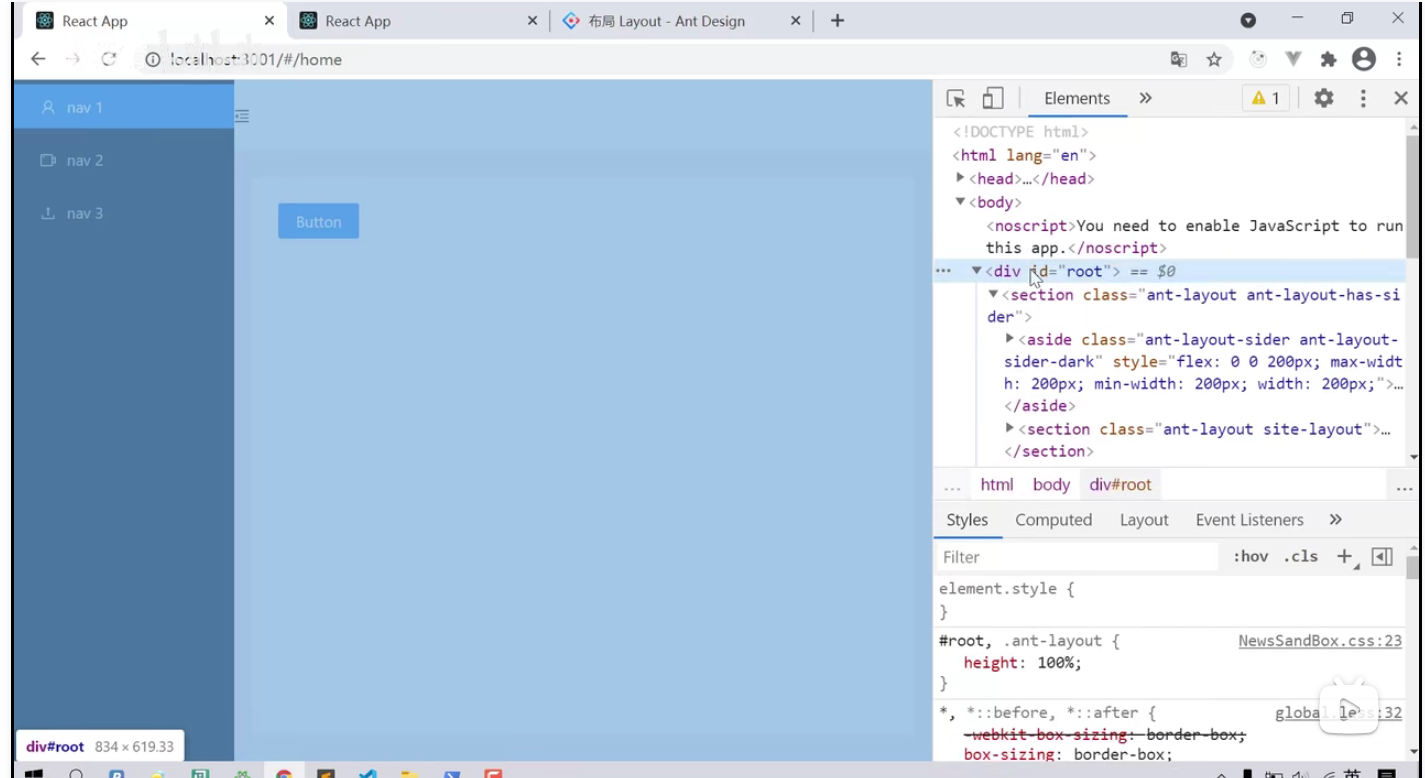 React App
React App
布局 Layout - Ant Design
localhost:3001/#/home
nav 1
nav 2
nav 3
Button
div#root 834 × 619.33
Elements
1
<!DOCTYPE html>
<html lang="en">
<head>…</head>
<body>
<noscript>You need to enable JavaScript to run
this app.</noscript>
<div id="root"> == $0
<section class="ant-layout ant-layout-has-si
der">
<aside class="ant-layout-sider ant-layout-
sider-dark" style="flex: 0 0 200px; max-widt
h: 200px; min-width: 200px; width: 200px;">…
</aside>
<section class="ant-layout site-layout">…
</section>
... html body div#root ...
Styles Computed Layout Event Listeners
Filter :hov .cls
element.style {
}
#root, .ant-layout { NewsSandBox.css:23
height: 100%;
}
*, *::before, *::after { global.less:32
-webkit-box-sizing: border-box;
box-sizing: border-box;
英